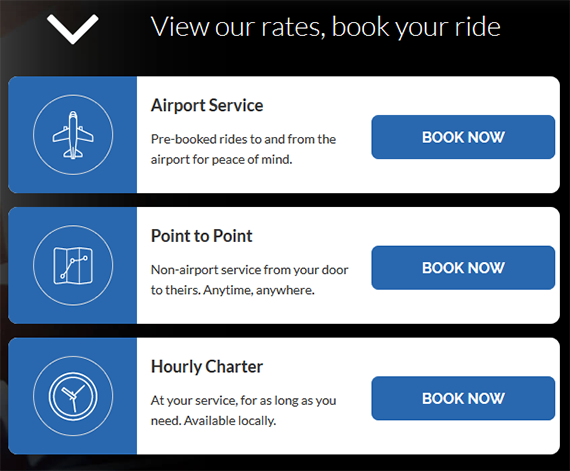 View our rates, book your ride
Airport Service
Pre-booked rides to and from the
airport for peace of mind.
BOOK NOW
Point to Point
Non-airport service from your door
to theirs. Anytime, anywhere.
BOOK NOW
Hourly Charter
At your service, for as long as you
need. Available locally.
BOOK NOW